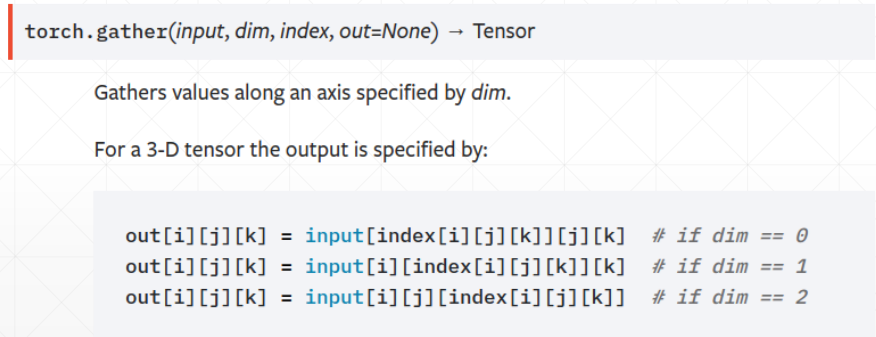 torch.gather(input, dim, index, out=None) → Tensor
Gathers values along an axis specified by dim.
For a 3-D tensor the output is specified by:
out[i][j][k] = input[index[i][j][k]][j][k]  # if dim == 0
out[i][j][k] = input[i][index[i][j][k]][k]  # if dim == 1
out[i][j][k] = input[i][j][index[i][j][k]]  # if dim == 2